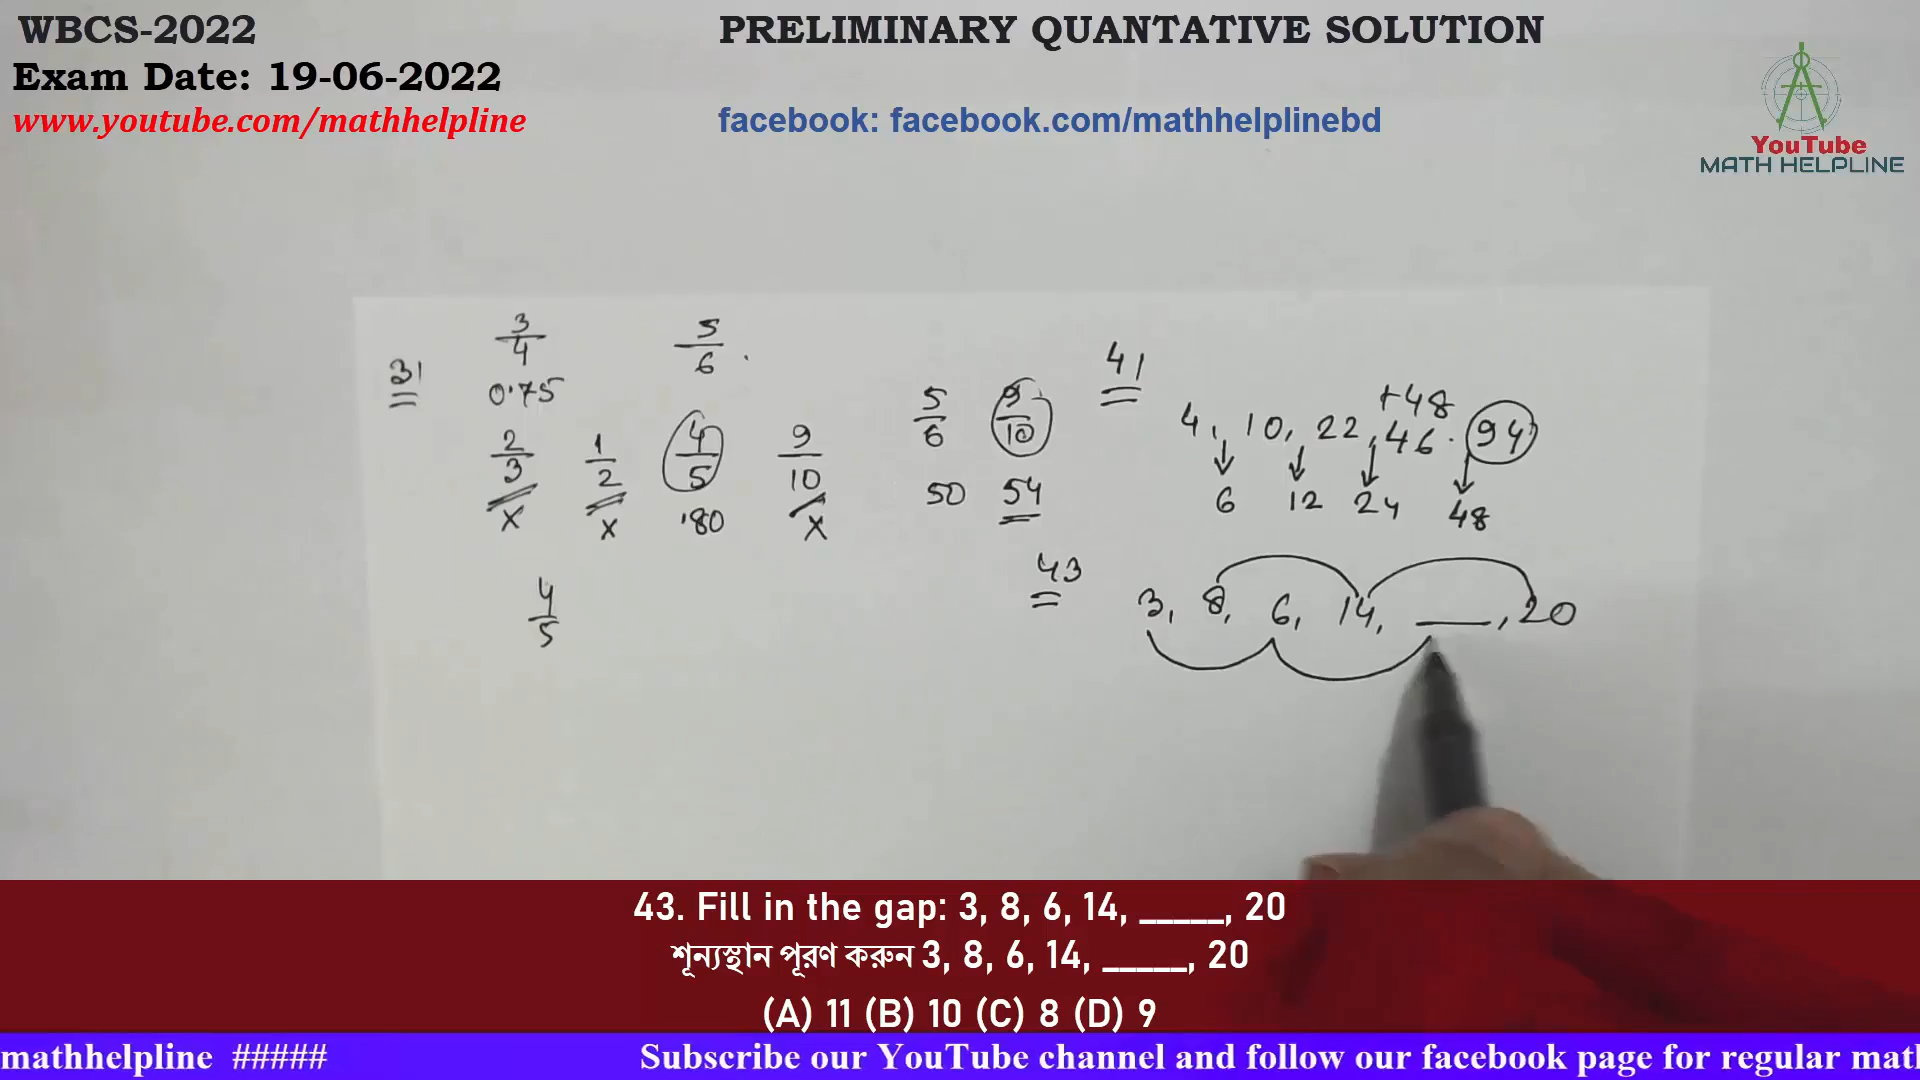 WBCS-2022
PRELIMINARY QUANTATIVE SOLUTION
Exam Date: 19-06-2022
www.youtube.com/mathhelpline
facebook: facebook.com/mathhelplinebd
YouTube
MATH HELPLINE
31
3/4
5/6
0.75
2/3 1/2 4/5 9/10
x x .80 x
5/6 9/10
50 54
4/5
41
+48
4, 10, 22, 46. 94
6 12 24 48
43
3, 8, 6, 14, ___, 20
43. Fill in the gap: 3, 8, 6, 14, _____, 20
শূন্যস্থান পূরণ করুন 3, 8, 6, 14, _____, 20
(A) 11 (B) 10 (C) 8 (D) 9
mathhelpline ##### Subscribe our YouTube channel and follow our facebook page for regular mat